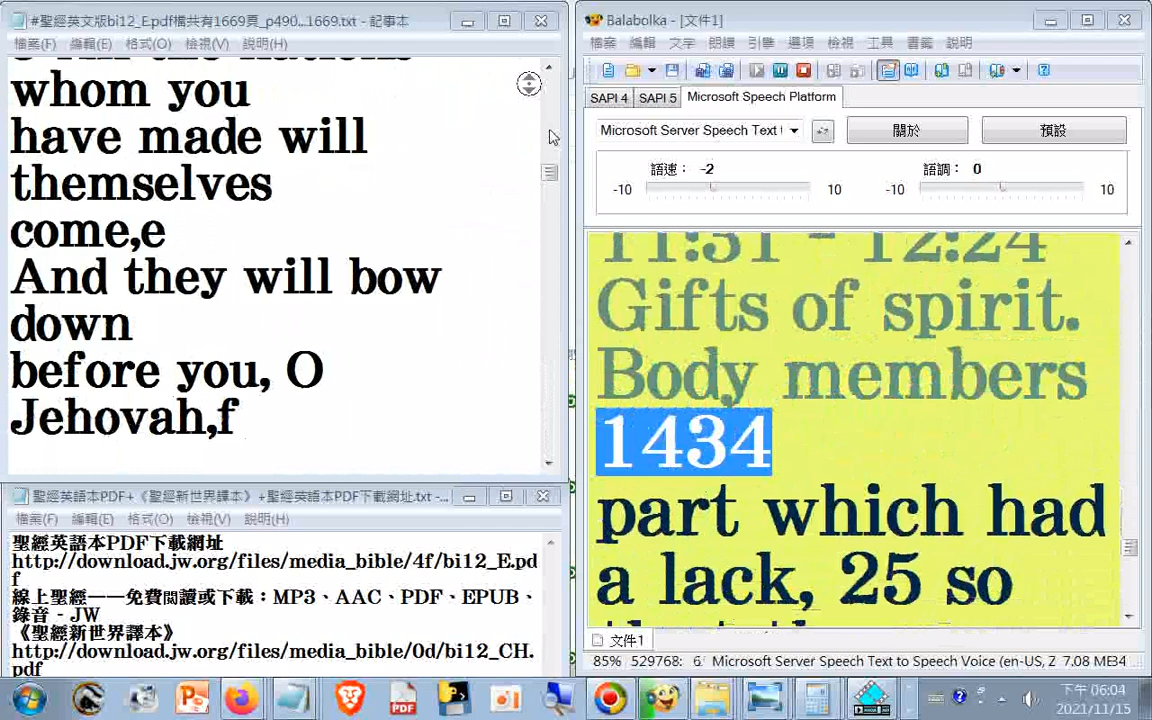 #聖經英文版bi12_E.pdf檔共有1669頁_p490...1669.txt - 記事本
檔案(F) 編輯(E) 格式(O) 檢視(V) 說明(H)
whom you
have made will
themselves
come,e
And they will bow
down
before you, O
Jehovah,f
聖經英語本PDF+《聖經新世界譯本》+聖經英語本PDF下載網址.txt -...
檔案(F) 編輯(E) 格式(O) 檢視(V) 說明(H)
聖經英語本PDF下載網址
http://download.jw.org/files/media_bible/4f/bi12_E.pd
f
線上聖經——免費閱讀或下載：MP3、AAC、PDF、EPUB、
錄音 - JW
《聖經新世界譯本》
http://download.jw.org/files/media_bible/0d/bi12_CH.
pdf
Balabolka - [文件1]
檔案 編輯 文字 朗讀 引擎 選項 檢視 工具 書籤 說明
SAPI 4 SAPI 5 Microsoft Speech Platform
Microsoft Server Speech Text 關於 預設
語速： -2 語調： 0
-10 10 -10 10
11:31 - 12:24
Gifts of spirit.
Body members
1434
part which had
a lack, 25 so
文件1
85% 529768: 6. Microsoft Server Speech Text to Speech Voice (en-US, Z 7.08 MB34
下午 06:04
2021/11/15